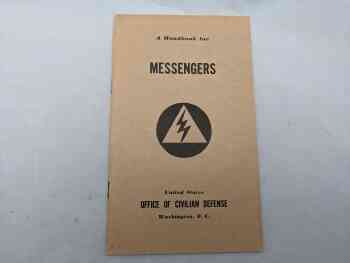 A Handbook for
MESSENGERS
United States
OFFICE OF CIVILIAN DEFENSE
Washington, D. C.